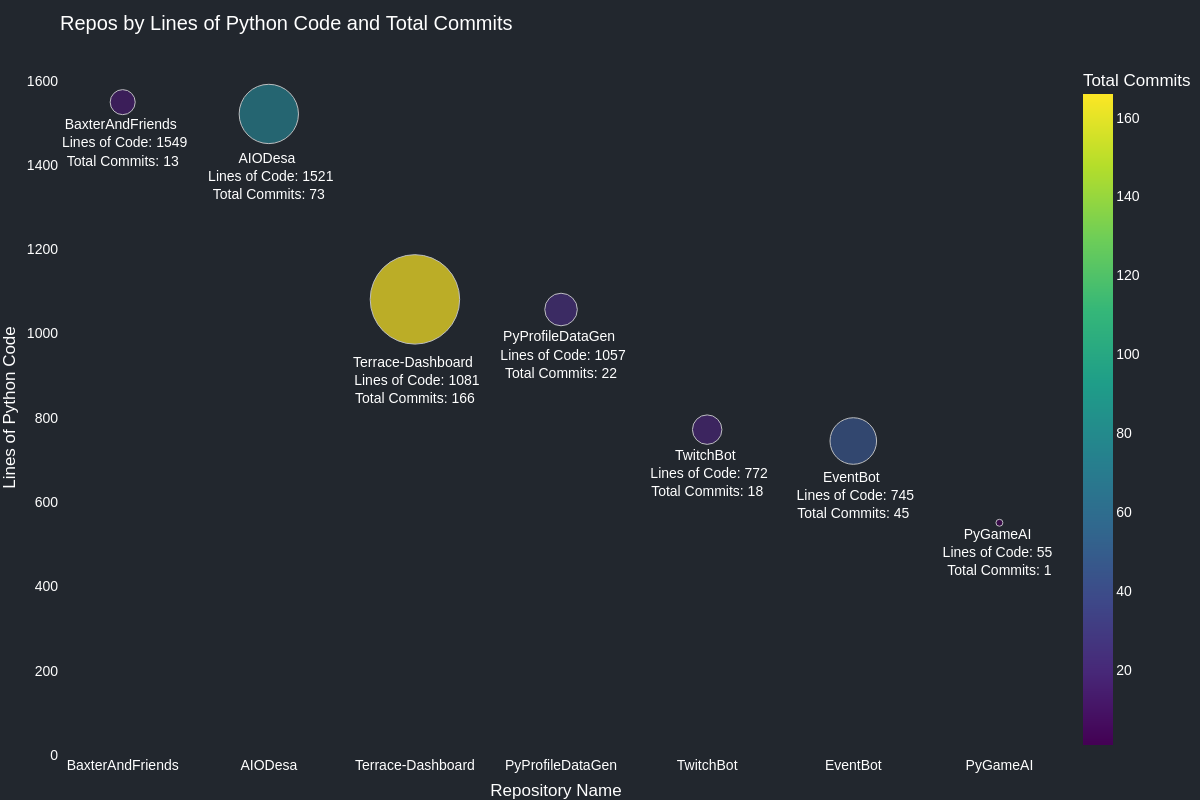 Repos by Lines of Python Code and Total Commits
Total Commits
160
140
120
100
80
60
40
20
Lines of Python Code
1600
1400
1200
1000
800
600
400
200
0
BaxterAndFriends
Lines of Code: 1549
Total Commits: 13
AIODesa
Lines of Code: 1521
Total Commits: 73
Terrace-Dashboard
Lines of Code: 1081
Total Commits: 166
PyProfileDataGen
Lines of Code: 1057
Total Commits: 22
TwitchBot
Lines of Code: 772
Total Commits: 18
EventBot
Lines of Code: 745
Total Commits: 45
PyGameAI
Lines of Code: 55
Total Commits: 1
BaxterAndFriends AIODesa Terrace-Dashboard PyProfileDataGen TwitchBot EventBot PyGameAI
Repository Name